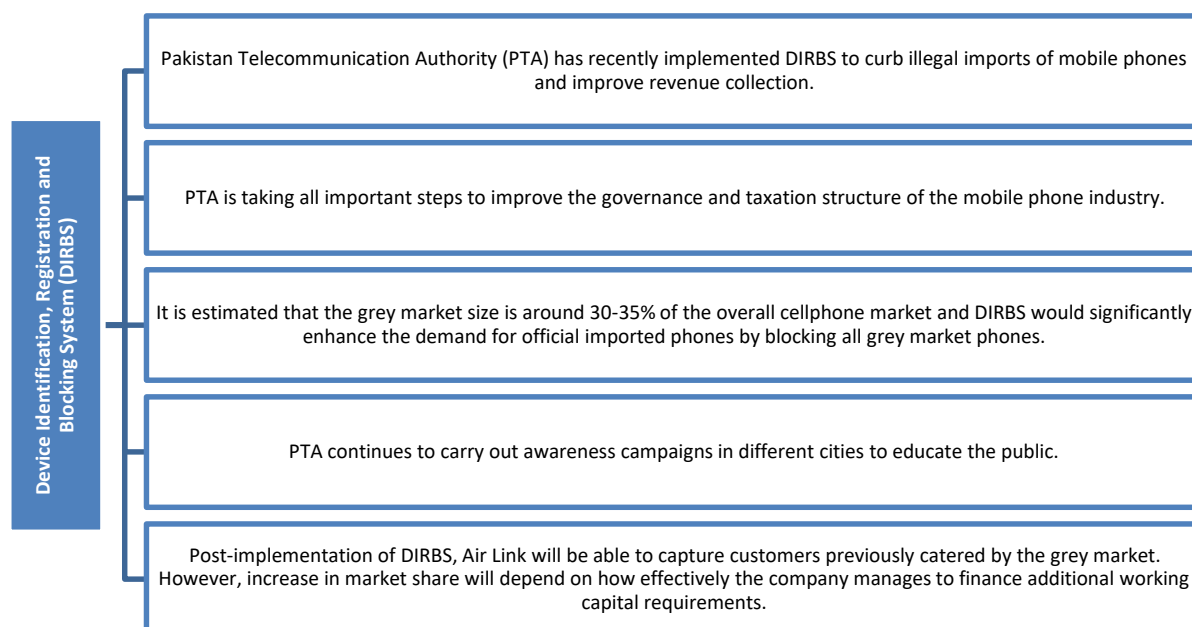 Device Identification, Registration and
Blocking System (DIRBS)
Pakistan Telecommunication Authority (PTA) has recently implemented DIRBS to curb illegal imports of mobile phones
and improve revenue collection.
PTA is taking all important steps to improve the governance and taxation structure of the mobile phone industry.
It is estimated that the grey market size is around 30-35% of the overall cellphone market and DIRBS would significantly
enhance the demand for official imported phones by blocking all grey market phones.
PTA continues to carry out awareness campaigns in different cities to educate the public.
Post-implementation of DIRBS, Air Link will be able to capture customers previously catered by the grey market.
However, increase in market share will depend on how effectively the company manages to finance additional working
capital requirements.